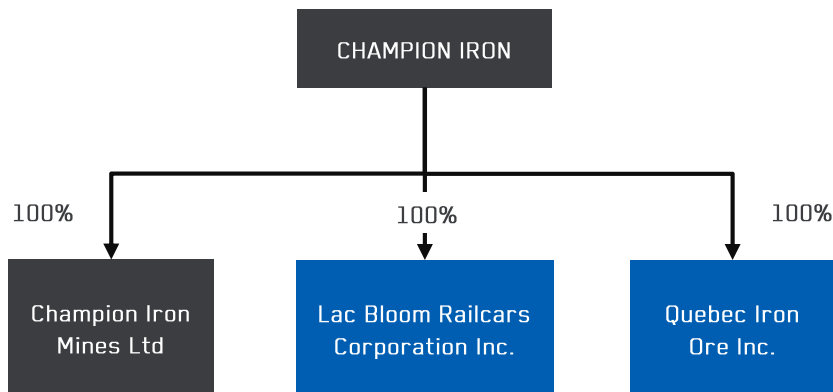 CHAMPION IRON
100%
100%
100%
Champion Iron
Mines Ltd
Lac Bloom Railcars
Corporation Inc.
Quebec Iron
Ore Inc.